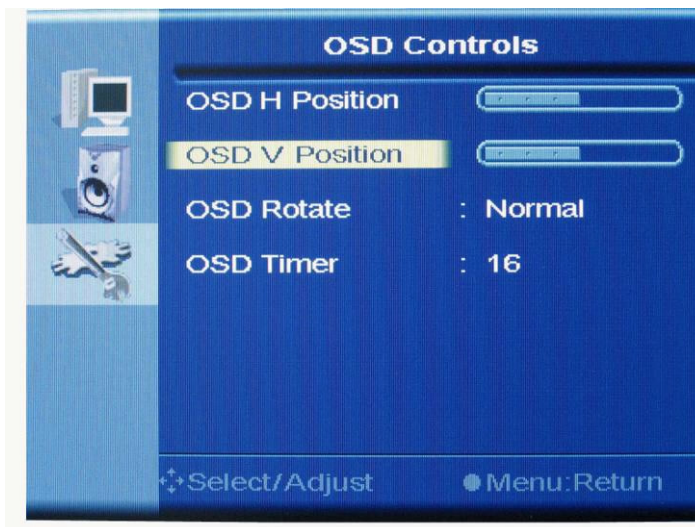 OSD Controls
OSD H Position
OSD V Position
OSD Rotate : Normal
OSD Timer : 16
Select/Adjust Menu:Return